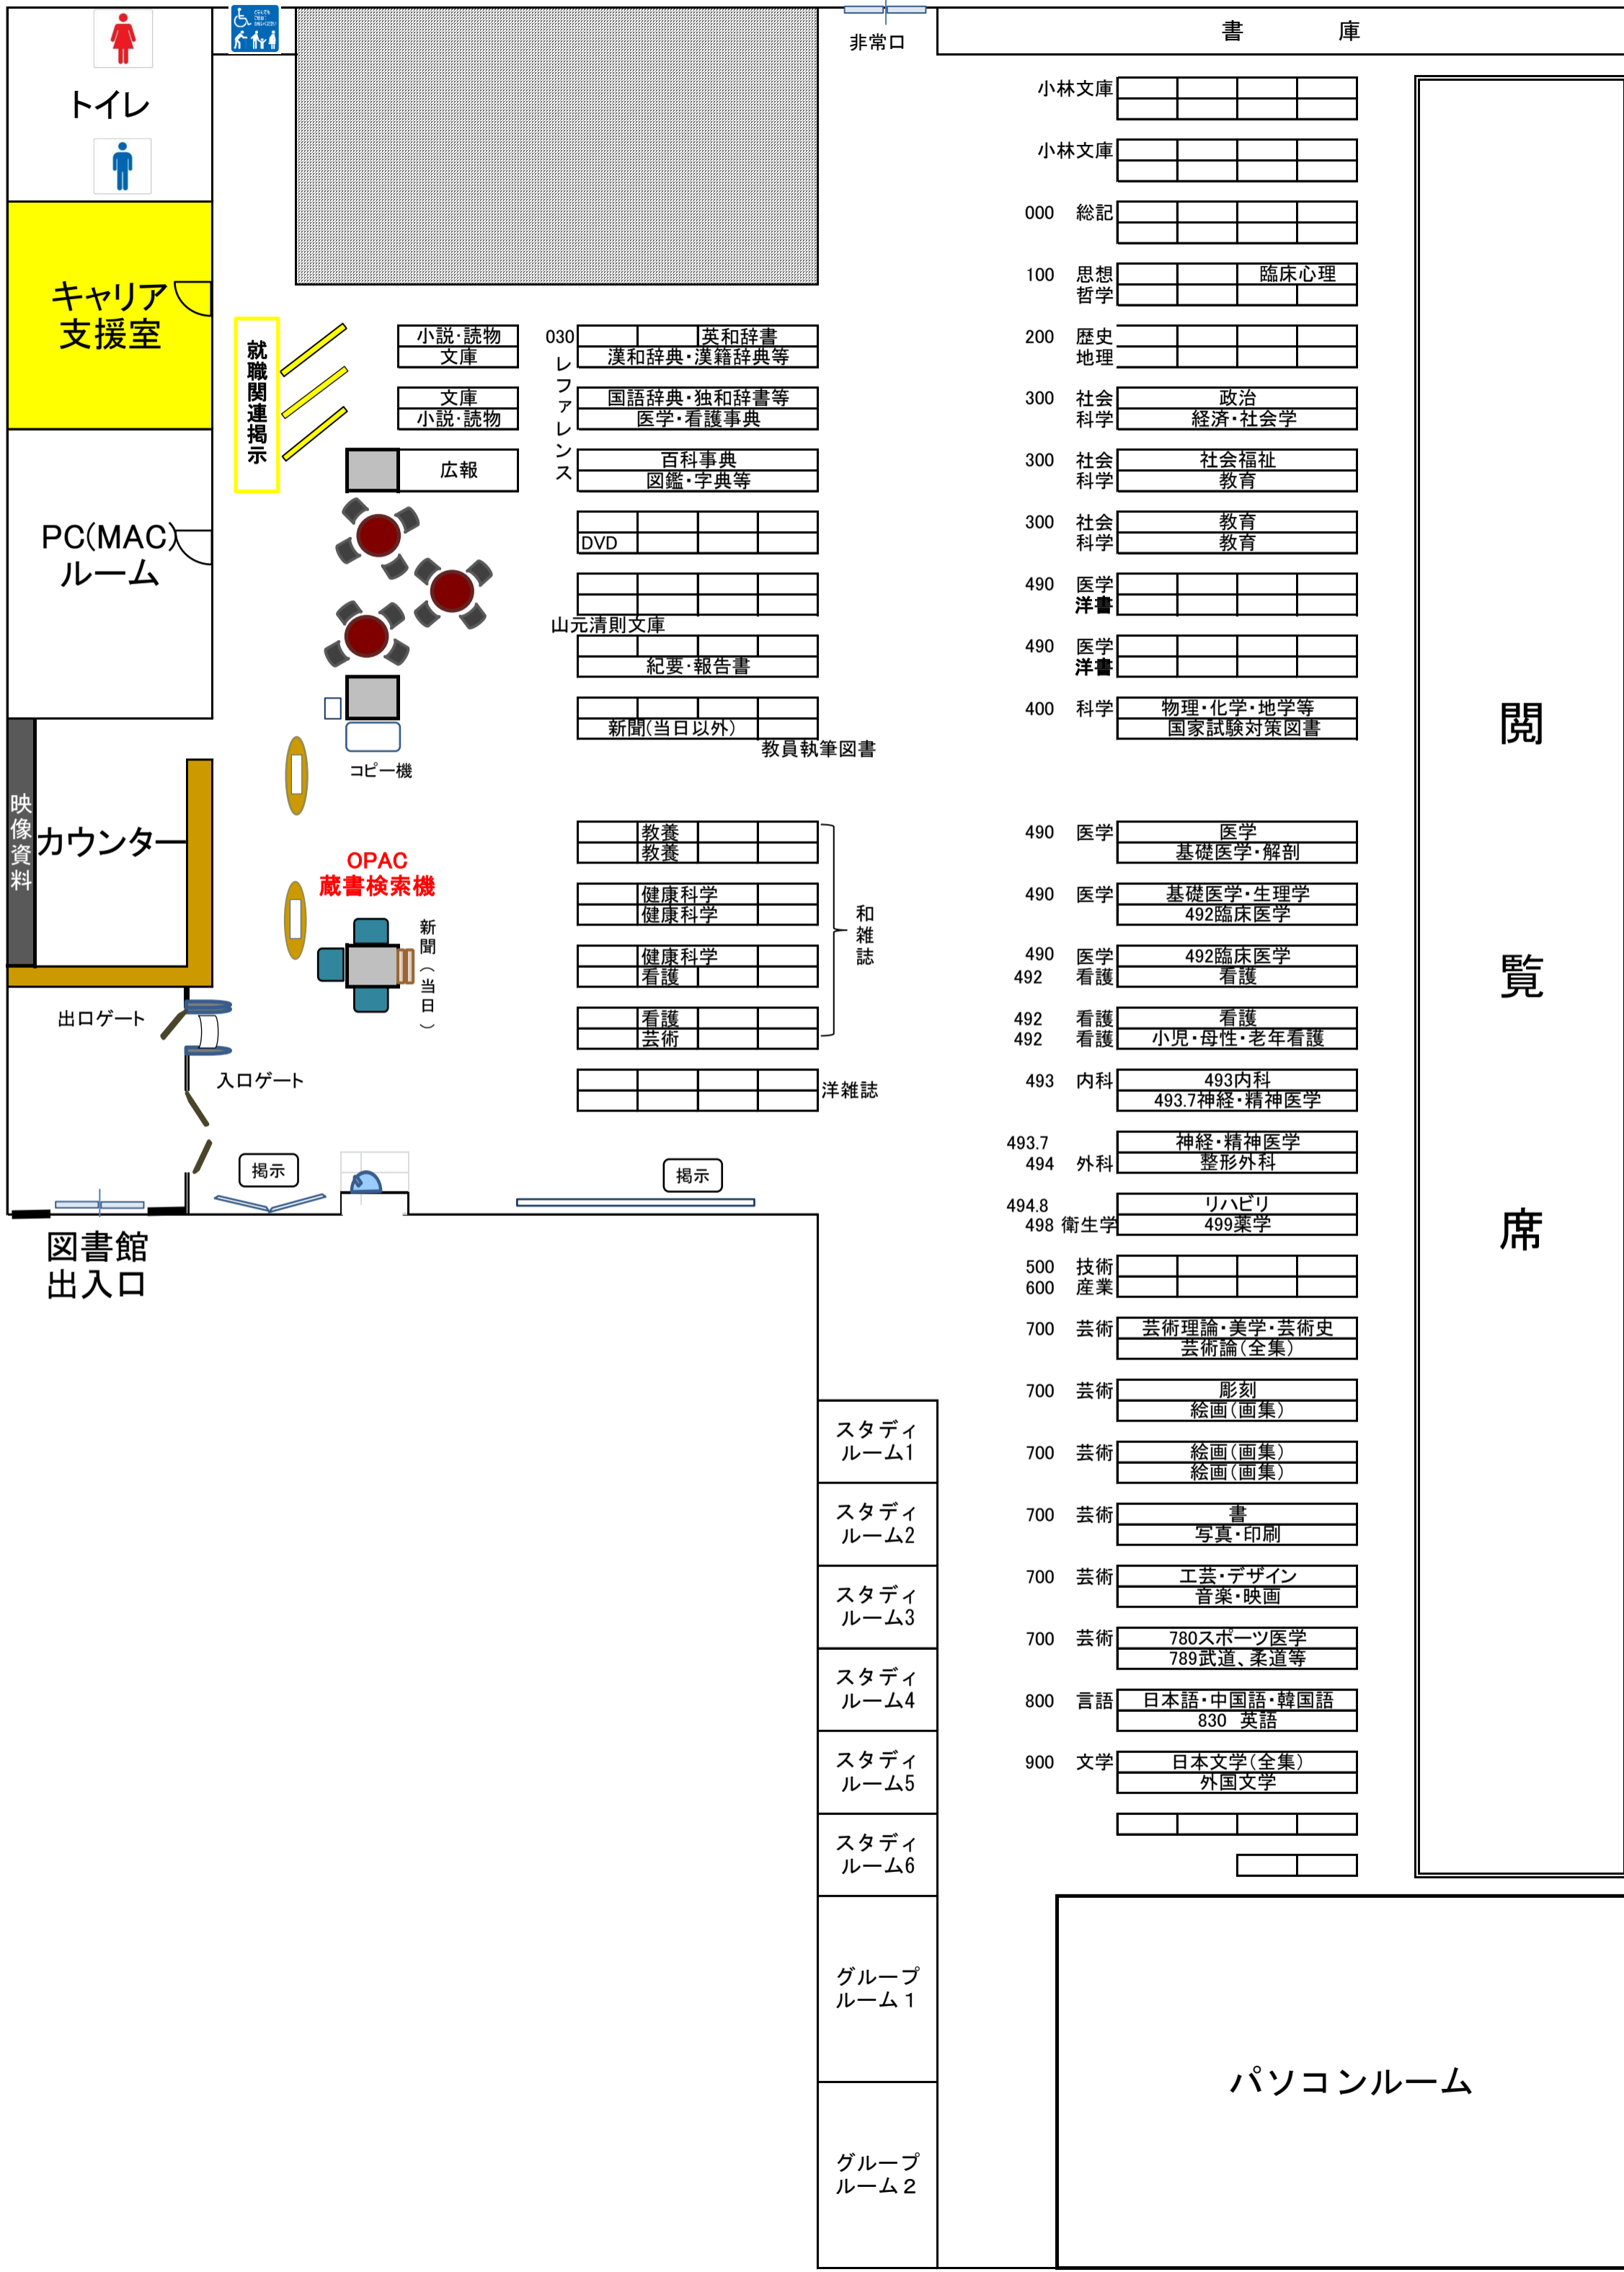 トイレ
キャリア
支援室
就職関連掲示
PC(MAC)
ルーム
映像資料
カウンター
出口ゲート
入口ゲート
掲示
図書館
出入口
小説・読物
文庫
文庫
小説・読物
広報
コピー機
OPAC
蔵書検索機
新聞（当日）
掲示
030
レファレンス
英和辞書
漢和辞典・漢籍辞典等
国語辞典・独和辞書等
医学・看護事典
百科事典
図鑑・字典等
DVD
山元清則文庫
紀要・報告書
新聞(当日以外)
教員執筆図書
教養
教養
健康科学
健康科学
健康科学
看護
看護
芸術
和雑誌
洋雑誌
非常口
書 庫
小林文庫
小林文庫
000 総記
100 思想 臨床心理
哲学
200 歴史
地理
300 社会 政治
科学 経済・社会学
300 社会 社会福祉
科学 教育
300 社会 教育
科学 教育
490 医学
洋書
490 医学
洋書
400 科学 物理・化学・地学等
国家試験対策図書
490 医学 医学
基礎医学・解剖
490 医学 基礎医学・生理学
492臨床医学
490 医学 492臨床医学
492 看護 看護
492 看護 看護
492 看護 小児・母性・老年看護
493 内科 493内科
493.7神経・精神医学
493.7 神経・精神医学
494 外科 整形外科
494.8 リハビリ
498 衛生学 499薬学
500 技術
600 産業
700 芸術 芸術理論・美学・芸術史
芸術論(全集)
700 芸術 彫刻
絵画(画集)
700 芸術 絵画(画集)
絵画(画集)
700 芸術 書
写真・印刷
700 芸術 工芸・デザイン
音楽・映画
700 芸術 780スポーツ医学
789武道、柔道等
800 言語 日本語・中国語・韓国語
830 英語
900 文学 日本文学(全集)
外国文学
閲覧席
スタディ
ルーム1
スタディ
ルーム2
スタディ
ルーム3
スタディ
ルーム4
スタディ
ルーム5
スタディ
ルーム6
グループ
ルーム1
グループ
ルーム2
パソコンルーム